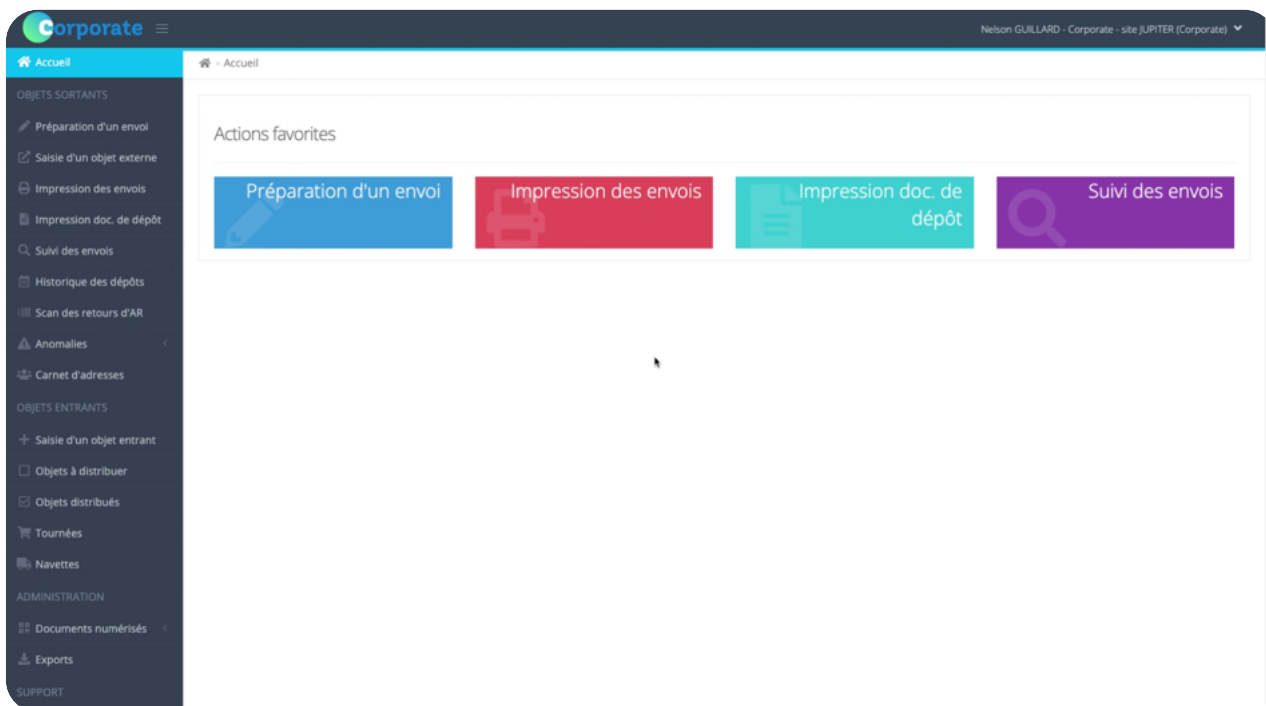 Corporate
Nelson GUILLARD - Corporate - site JUPITER (Corporate)
Accueil
Accueil
OBJETS SORTANTS
Préparation d'un envoi
Saisie d'un objet externe
Impression des envois
Impression doc. de dépôt
Suivi des envois
Historique des dépôts
Scan des retours d'AR
Anomalies
Carnet d'adresses
OBJETS ENTRANTS
Saisie d'un objet entrant
Objets à distribuer
Objets distribués
Tournées
Navettes
ADMINISTRATION
Documents numérisés
Exports
SUPPORT
Actions favorites
Préparation d'un envoi
Impression des envois
Impression doc. de
dépôt
Suivi des envois